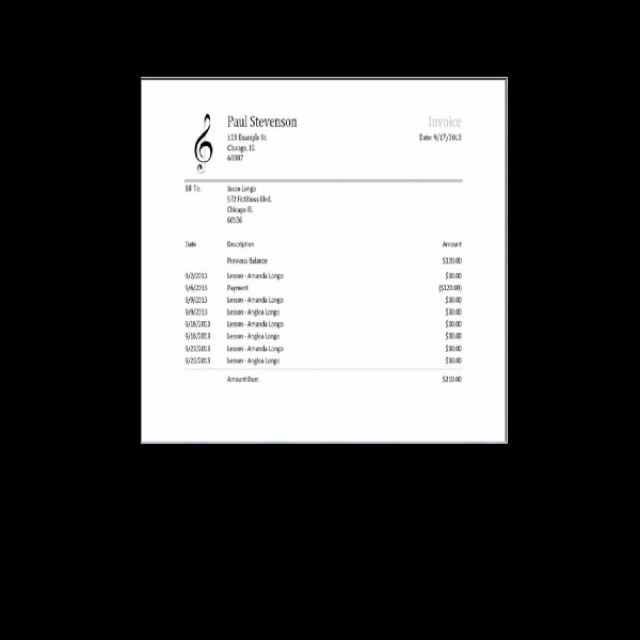 Paul Stevenson
Invoice
123 Example St.
Date: 9/17/2013
Chicago, IL
60007
Bill To:
Jason Longo
572 Fictitious Blvd.
Chicago IL
60106
Date Description Amount
Previous Balance $120.00
9/2/2013 Lesson - Amanda Longo $30.00
9/6/2013 Payment ($120.00)
9/9/2013 Lesson - Amanda Longo $30.00
9/9/2013 Lesson - Anglea Longo $30.00
9/16/2013 Lesson - Amanda Longo $30.00
9/16/2013 Lesson - Anglea Longo $30.00
9/23/2013 Lesson - Amanda Longo $30.00
9/23/2013 Lesson - Anglea Longo $30.00
Amount Due: $210.00